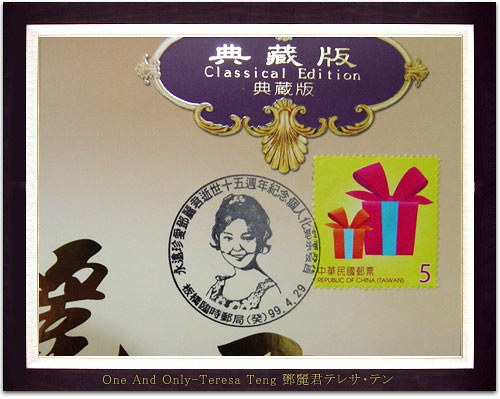 典藏版
Classical Edition
典藏版
永遠珍愛鄧麗君逝世十五週年紀念個人化郵票
板橋臨時郵局(癸)99.4.29
中華民國郵票
REPUBLIC OF CHINA (TAIWAN)
5
麗
One And Only-Teresa Teng 鄧麗君テレサ・テン